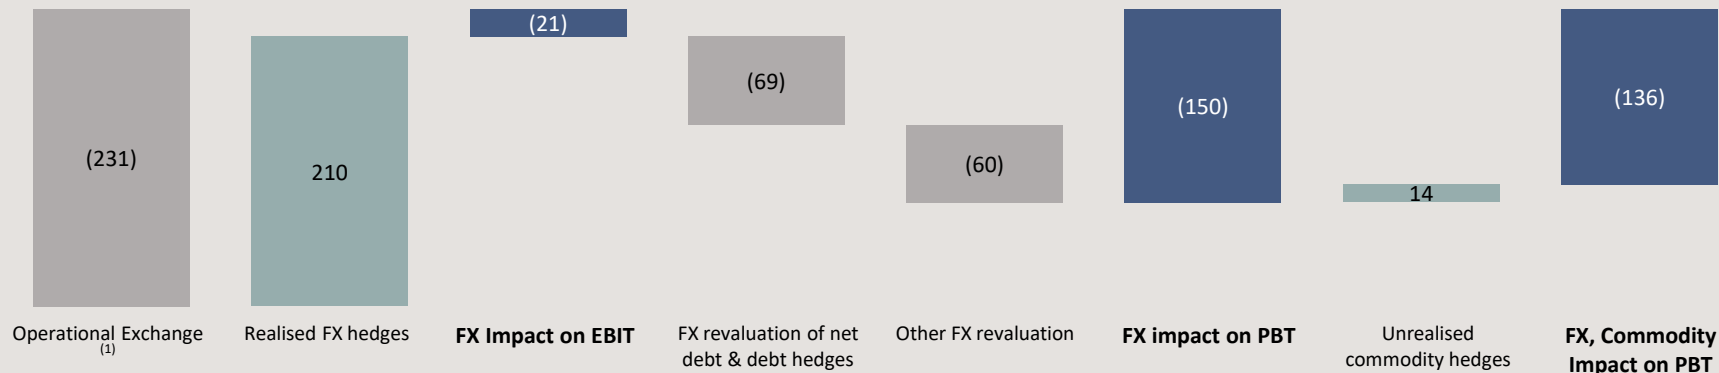 (231)
210
(21)
(69)
(60)
(150)
14
(136)
Operational Exchange
(1)
Realised FX hedges
FX Impact on EBIT
FX revaluation of net
debt & debt hedges
Other FX revaluation
FX impact on PBT
Unrealised
commodity hedges
FX, Commodity
Impact on PBT